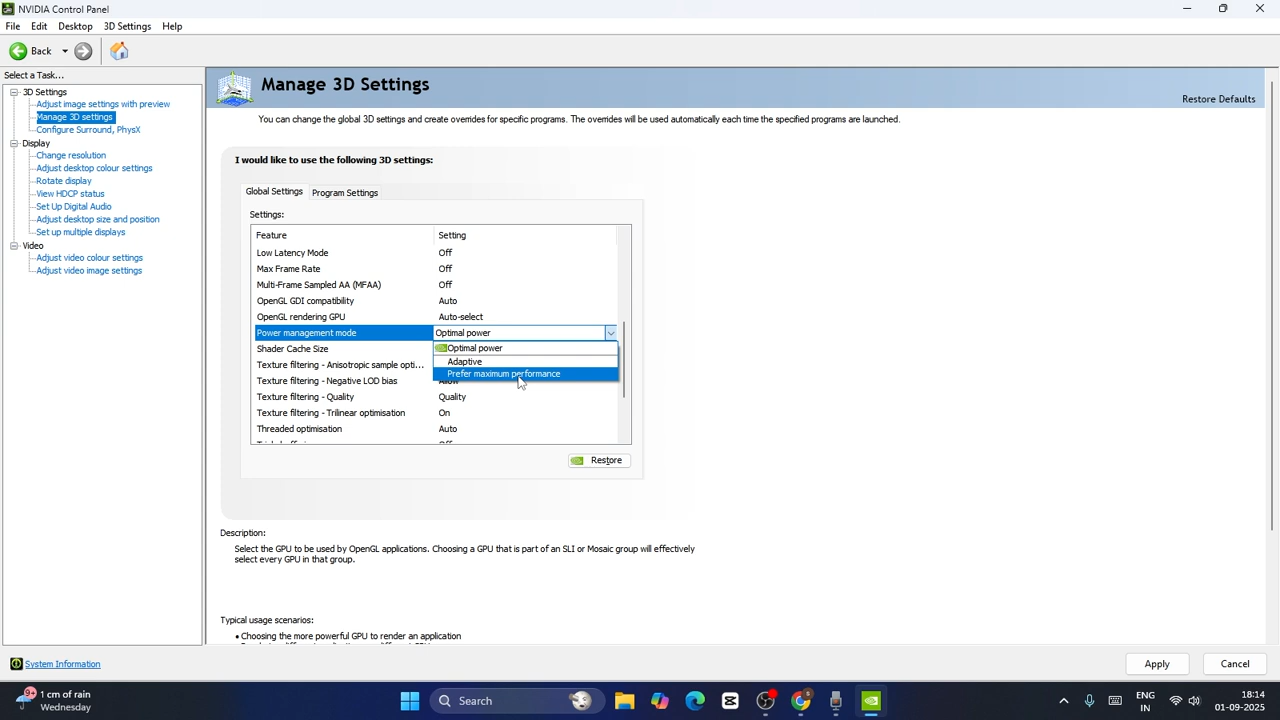 NVIDIA Control Panel
File Edit Desktop 3D Settings Help
Back
Select a Task...
3D Settings
Adjust image settings with preview
Manage 3D settings
Configure Surround, PhysX
Display
Change resolution
Adjust desktop colour settings
Rotate display
View HDCP status
Set Up Digital Audio
Adjust desktop size and position
Set up multiple displays
Video
Adjust video colour settings
Adjust video image settings
System Information
Manage 3D Settings
Restore Defaults
You can change the global 3D settings and create overrides for specific programs. The overrides will be used automatically each time the specified programs are launched.
I would like to use the following 3D settings:
Global Settings Program Settings
Settings:
Feature Setting
Low Latency Mode Off
Max Frame Rate Off
Multi-Frame Sampled AA (MFAA) Off
OpenGL GDI compatibility Auto
OpenGL rendering GPU Auto-select
Power management mode Optimal power
Optimal power
Adaptive
Prefer maximum performance
Shader Cache Size
Texture filtering - Anisotropic sample opti...
Texture filtering - Negative LOD bias
Texture filtering - Quality Quality
Texture filtering - Trilinear optimisation On
Threaded optimisation Auto
Restore
Description:
Select the GPU to be used by OpenGL applications. Choosing a GPU that is part of an SLI or Mosaic group will effectively
select every GPU in that group.
Typical usage scenarios:
• Choosing the more powerful GPU to render an application
Apply Cancel
1 cm of rain
Wednesday
Search
ENG
IN
18:14
01-09-2025